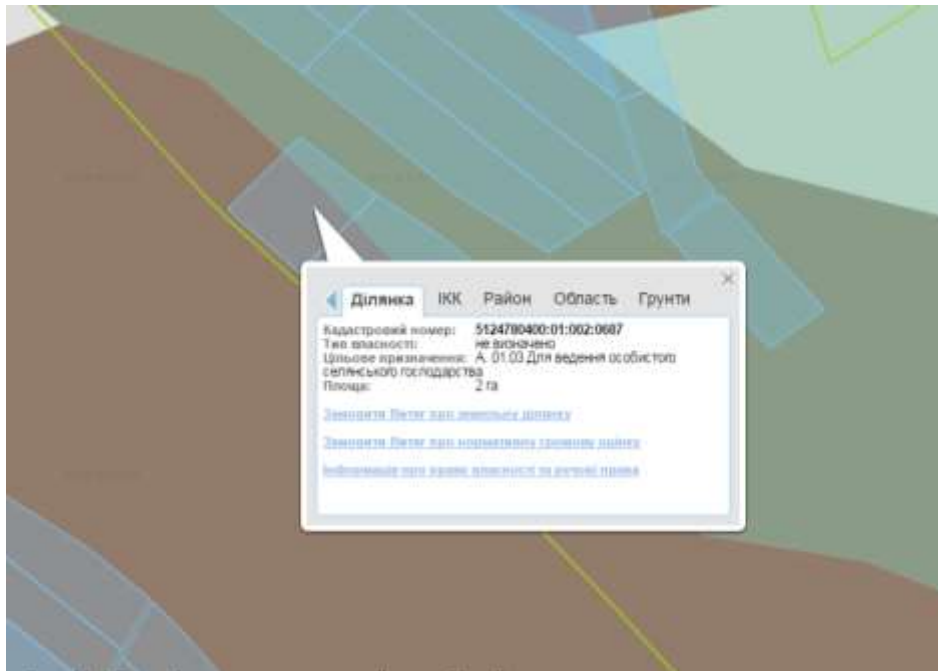 Ділянка ІКК Район Область Грунти
Кадастровий номер: 5124780400:01:002:0687
Тип власності: не визначено
Цільове призначення: А. 01.03 Для ведення особистого
селянського господарства
Площа: 2 га
Замовити Витяг про земельну ділянку
Замовити Витяг про нормативну грошову оцінку
Інформація про право власності та речові права